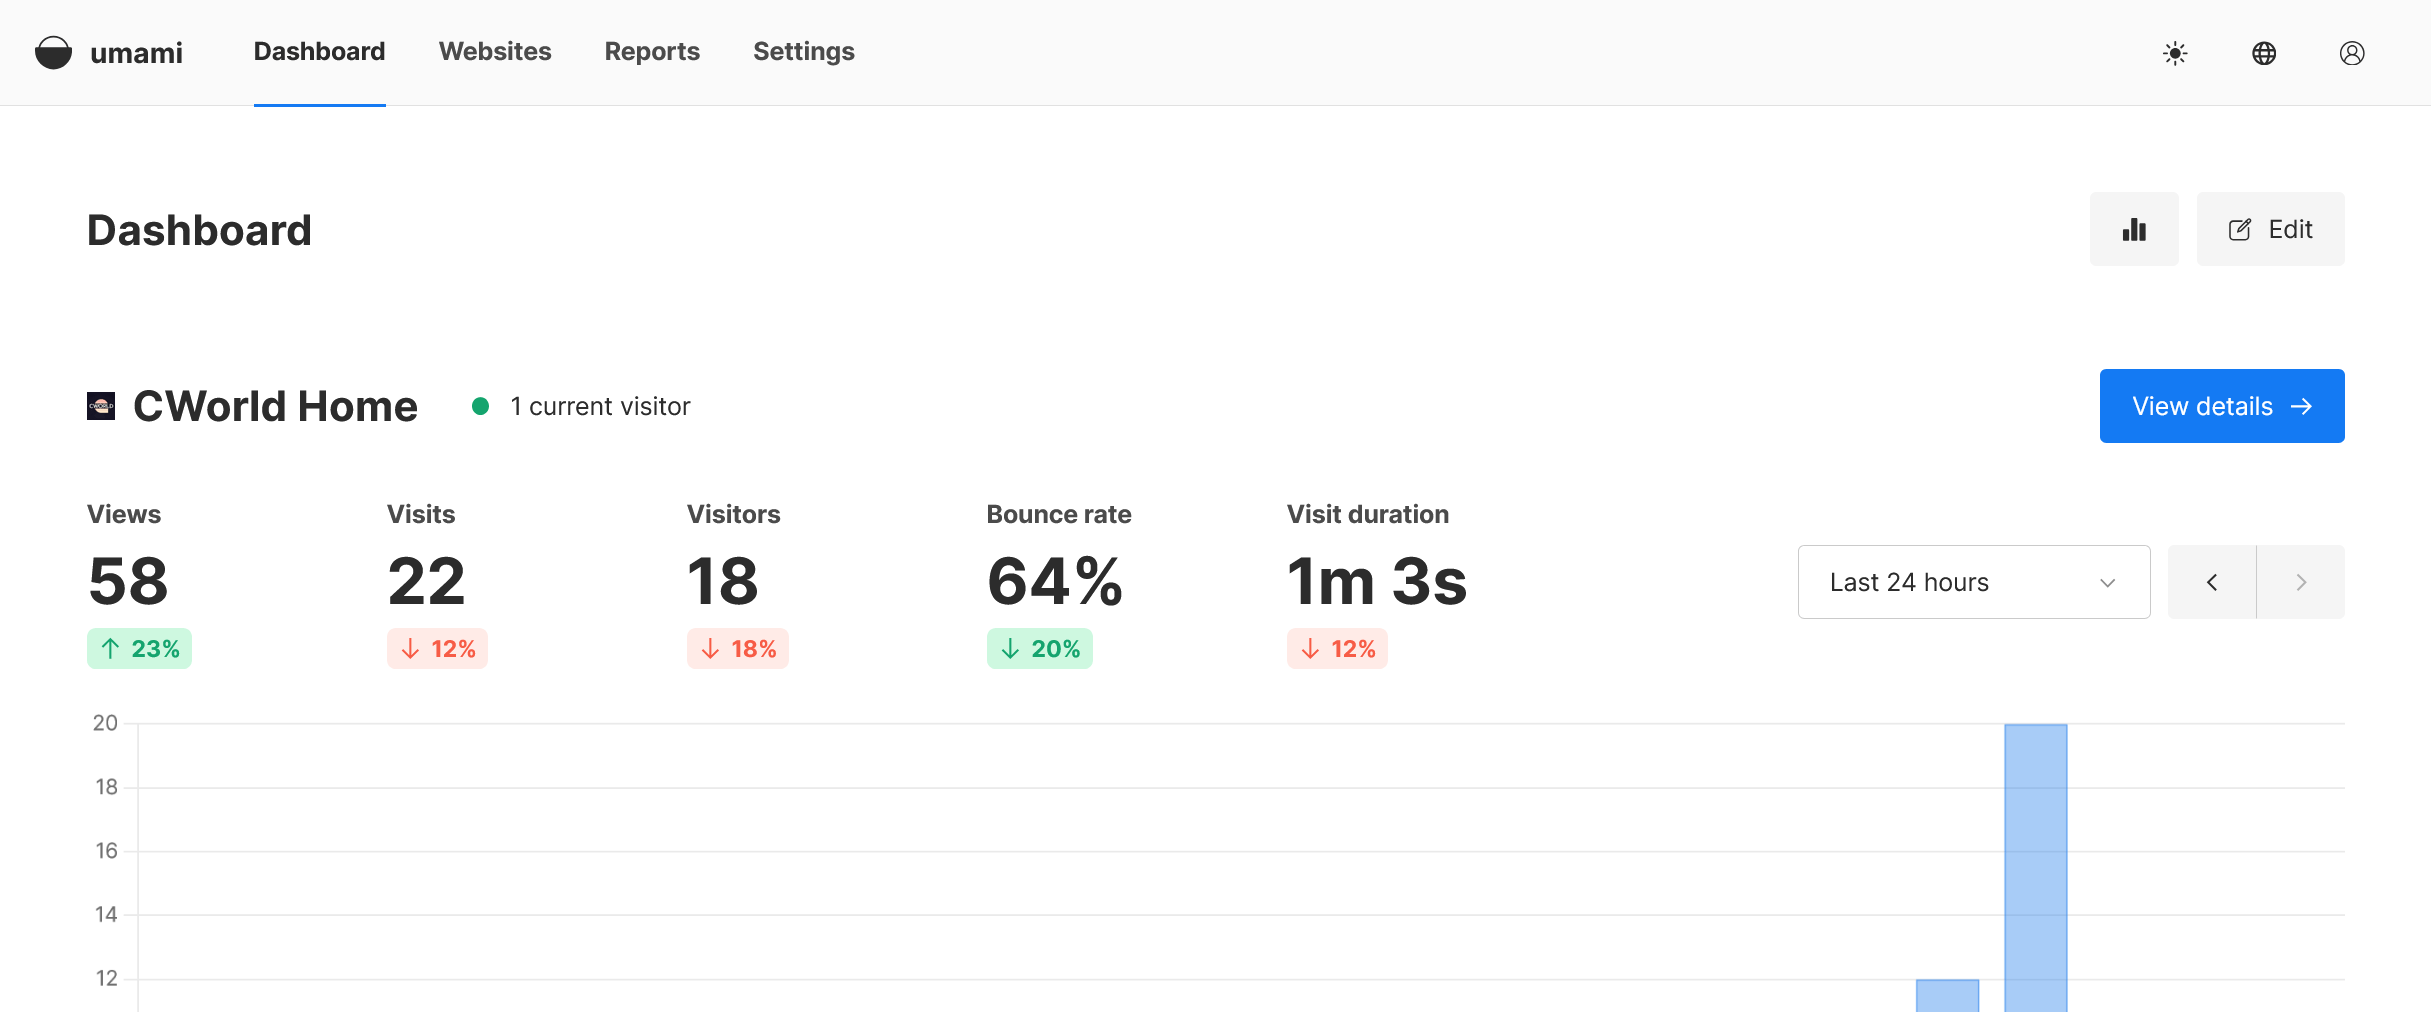 umami Dashboard Websites Reports Settings
Dashboard
Edit
CWorld Home 1 current visitor
View details →
Views Visits Visitors Bounce rate Visit duration
58 22 18 64% 1m 3s
Last 24 hours
↑ 23% ↓ 12% ↓ 18% ↓ 20% ↓ 12%
20
18
16
14
12